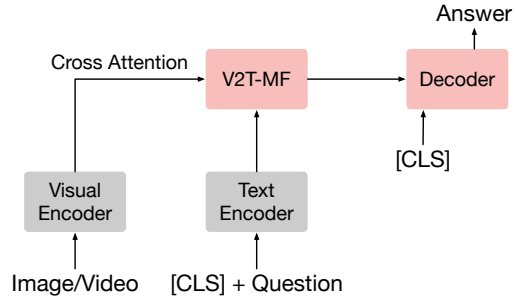 Answer
Cross Attention
V2T-MF
Decoder
[CLS]
Visual
Encoder
Text
Encoder
Image/Video
[CLS] + Question